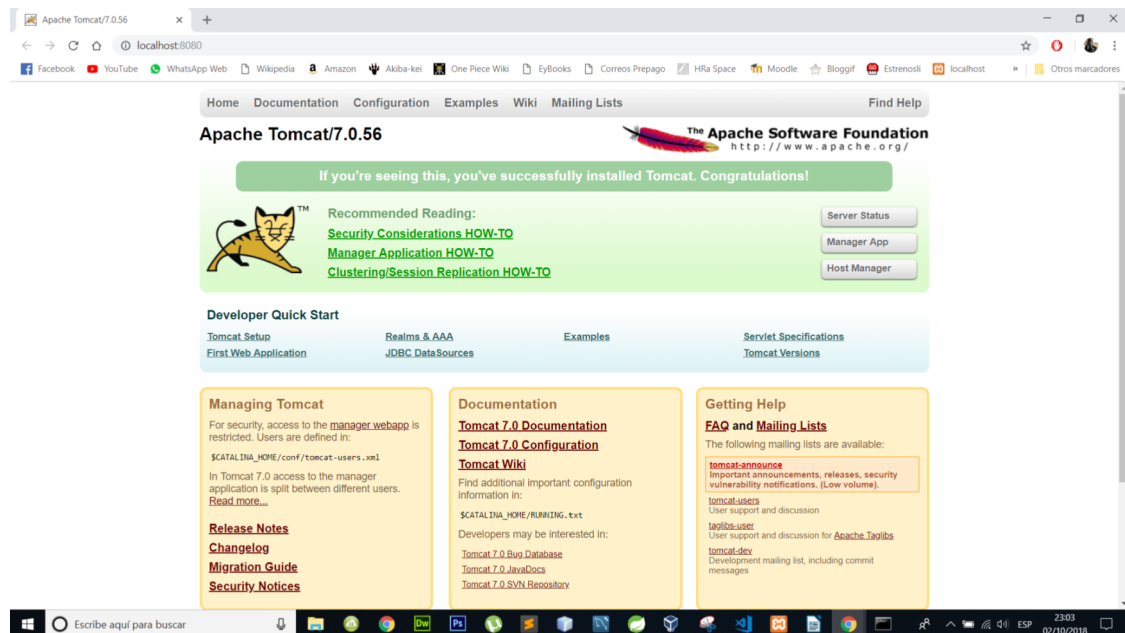 Apache Tomcat/7.0.56
localhost:8080
Facebook YouTube WhatsApp Web Wikipedia Amazon Akiba-kei One Piece Wiki EyBooks Correos Prepago HRa Space Moodle Bloggif Estrenosli localhost » Otros marcadores
Home Documentation Configuration Examples Wiki Mailing Lists Find Help
Apache Tomcat/7.0.56
The Apache Software Foundation
http://www.apache.org/
If you're seeing this, you've successfully installed Tomcat. Congratulations!
TM
Recommended Reading:
Security Considerations HOW-TO
Manager Application HOW-TO
Clustering/Session Replication HOW-TO
Server Status
Manager App
Host Manager
Developer Quick Start
Tomcat Setup
First Web Application
Realms & AAA
JDBC DataSources
Examples
Servlet Specifications
Tomcat Versions
Managing Tomcat
For security, access to the manager webapp is
restricted. Users are defined in:
$CATALINA_HOME/conf/tomcat-users.xml
In Tomcat 7.0 access to the manager
application is split between different users.
Read more...
Release Notes
Changelog
Migration Guide
Security Notices
Documentation
Tomcat 7.0 Documentation
Tomcat 7.0 Configuration
Tomcat Wiki
Find additional important configuration
information in:
$CATALINA_HOME/RUNNING.txt
Developers may be interested in:
Tomcat 7.0 Bug Database
Tomcat 7.0 JavaDocs
Tomcat 7.0 SVN Repository
Getting Help
FAQ and Mailing Lists
The following mailing lists are available:
tomcat-announce
Important announcements, releases, security
vulnerability notifications. (Low volume).
tomcat-users
User support and discussion
taglibs-user
User support and discussion for Apache Taglibs
tomcat-dev
Development mailing list, including commit
messages
Escribe aquí para buscar
Dw
Ps
ESP
23:03
02/10/2018